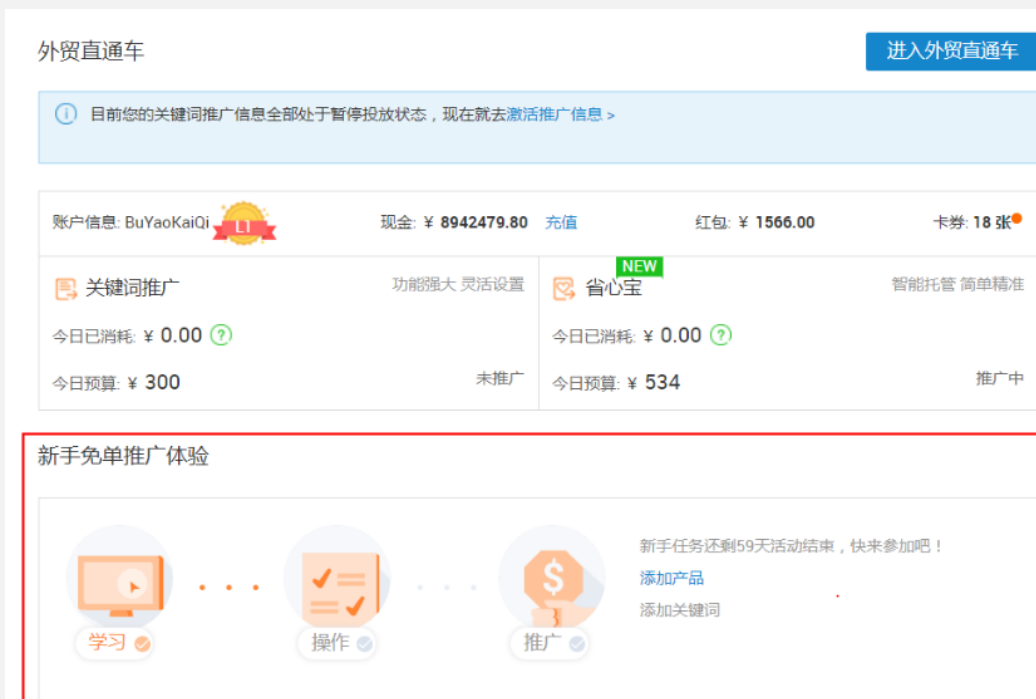 外贸直通车
进入外贸直通车
目前您的关键词推广信息全部处于暂停投放状态，现在就去激活推广信息 >
账户信息: BuYaoKaiQi L1 现金: ¥ 8942479.80 充值 红包: ¥ 1566.00 卡券: 18 张
关键词推广 功能强大 灵活设置
今日已消耗: ¥ 0.00 ?
今日预算: ¥ 300 未推广
NEW
省心宝 智能托管 简单精准
今日已消耗: ¥ 0.00 ?
今日预算: ¥ 534 推广中
新手免单推广体验
学习
操作
$
推广
新手任务还剩59天活动结束，快来参加吧！
添加产品
添加关键词